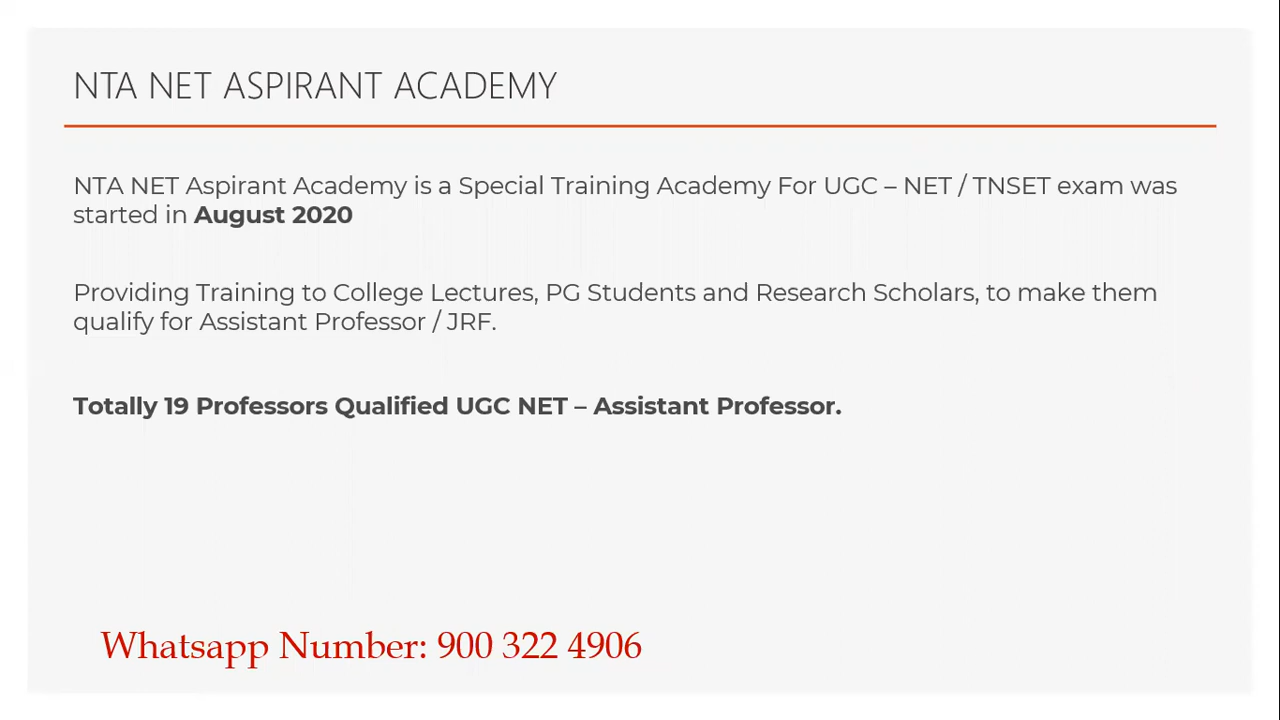 NTA NET ASPIRANT ACADEMY
NTA NET Aspirant Academy is a Special Training Academy For UGC – NET / TNSET exam was
started in August 2020
Providing Training to College Lectures, PG Students and Research Scholars, to make them
qualify for Assistant Professor / JRF.
Totally 19 Professors Qualified UGC NET – Assistant Professor.
Whatsapp Number: 900 322 4906